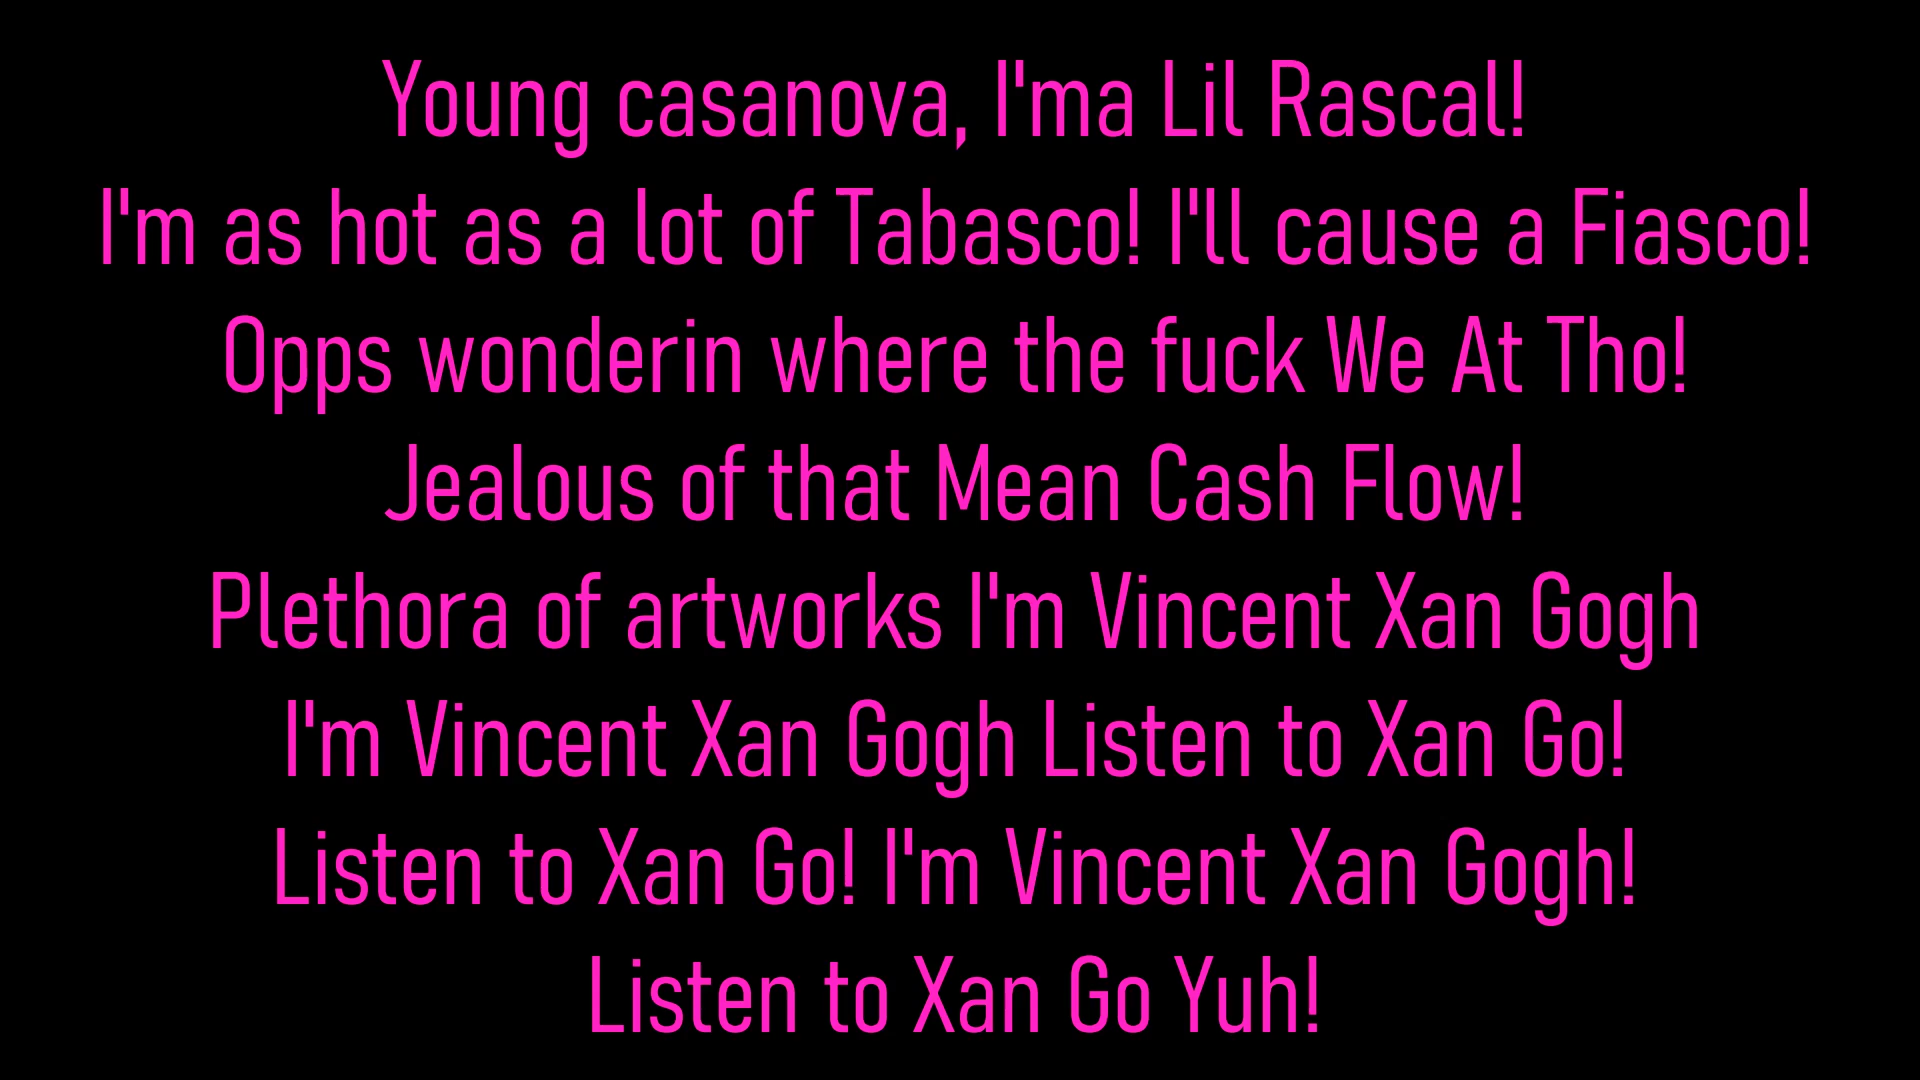 Young casanova, I'ma Lil Rascal!
I'm as hot as a lot of Tabasco! I'll cause a Fiasco!
Opps wonderin where the fuck We At Tho!
Jealous of that Mean Cash Flow!
Plethora of artworks I'm Vincent Xan Gogh
I'm Vincent Xan Gogh Listen to Xan Go!
Listen to Xan Go! I'm Vincent Xan Gogh!
Listen to Xan Go Yuh!